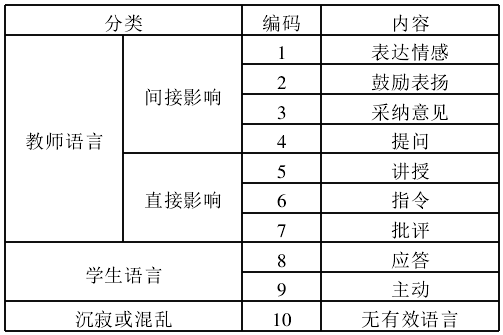 分类 编码 内容
教师语言 间接影响 1 表达情感
2 鼓励表扬
3 采纳意见
4 提问
直接影响 5 讲授
6 指令
7 批评
学生语言 8 应答
9 主动
沉寂或混乱 10 无有效语言